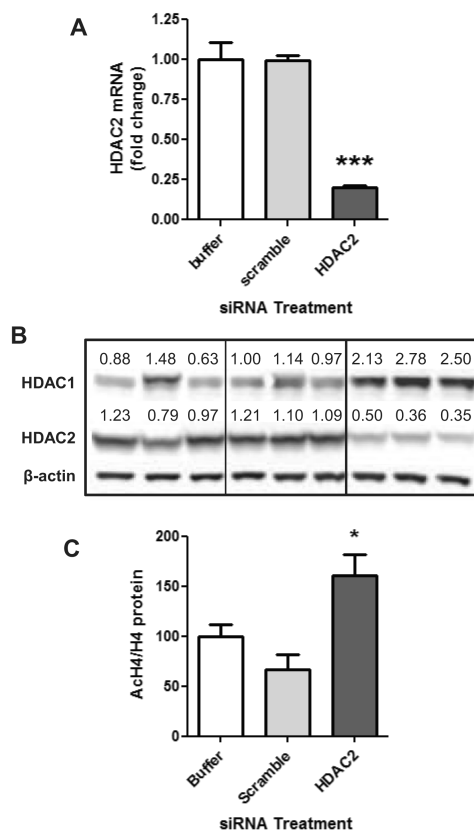 A
HDAC2 mRNA
(fold change)
1.25
1.00
0.75
0.50
0.25
0.00
***
buffer
scramble
HDAC2
siRNA Treatment
B
0.88 1.48 0.63 1.00 1.14 0.97 2.13 2.78 2.50
HDAC1
1.23 0.79 0.97 1.21 1.10 1.09 0.50 0.36 0.35
HDAC2
β-actin
C
AcH4/H4 protein
200
150
100
50
0
*
Buffer
Scramble
HDAC2
siRNA Treatment